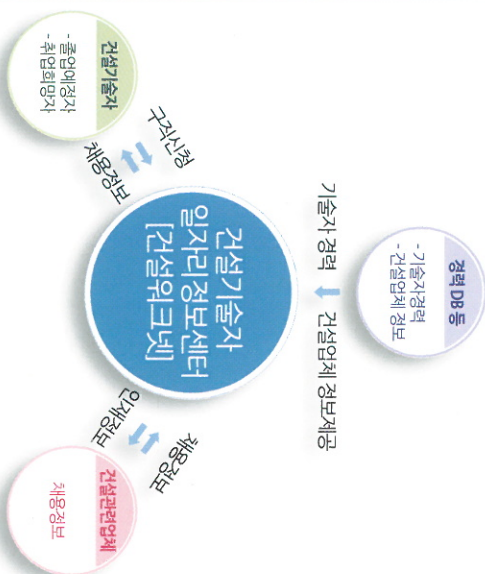 경력 DB 등
- 기술자경력
- 건설업체 정보
기술자 경력
건설업체 정보제공
건설기술자
일자리 정보센터
[건설워크넷]
구직신청
채용정보
건설기술자
- 졸업예정자
- 취업희망자
채용정보
인재정보
건설관련업체
채용정보